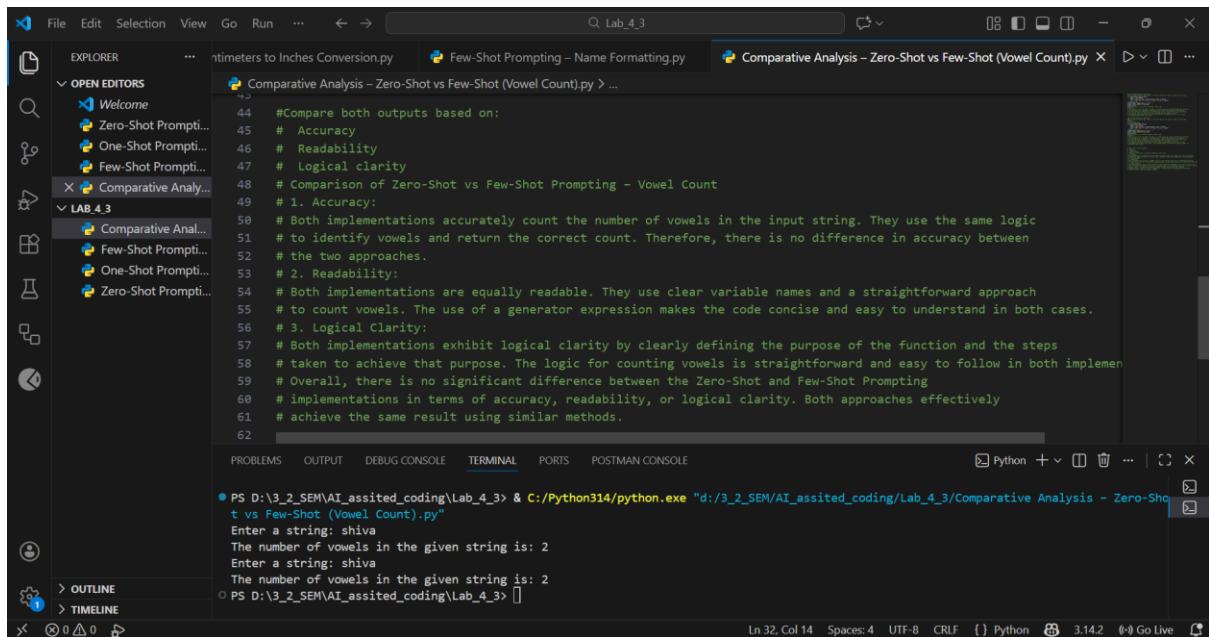 File Edit Selection View Go Run ··· Lab_4_3
EXPLORER ···
OPEN EDITORS
Welcome
Zero-Shot Prompti...
One-Shot Prompti...
Few-Shot Prompti...
Comparative Analy...
LAB_4_3
Comparative Anal...
Few-Shot Prompti...
One-Shot Prompti...
Zero-Shot Prompti...
OUTLINE
TIMELINE
ntimeters to Inches Conversion.py Few-Shot Prompting – Name Formatting.py Comparative Analysis – Zero-Shot vs Few-Shot (Vowel Count).py
Comparative Analysis – Zero-Shot vs Few-Shot (Vowel Count).py > ...
43
44 #Compare both outputs based on:
45 #  Accuracy
46 #  Readability
47 #  Logical clarity
48 # Comparison of Zero-Shot vs Few-Shot Prompting – Vowel Count
49 # 1. Accuracy:
50 # Both implementations accurately count the number of vowels in the input string. They use the same logic
51 # to identify vowels and return the correct count. Therefore, there is no difference in accuracy between
52 # the two approaches.
53 # 2. Readability:
54 # Both implementations are equally readable. They use clear variable names and a straightforward approach
55 # to count vowels. The use of a generator expression makes the code concise and easy to understand in both cases.
56 # 3. Logical Clarity:
57 # Both implementations exhibit logical clarity by clearly defining the purpose of the function and the steps
58 # taken to achieve that purpose. The logic for counting vowels is straightforward and easy to follow in both implemen
59 # Overall, there is no significant difference between the Zero-Shot and Few-Shot Prompting
60 # implementations in terms of accuracy, readability, or logical clarity. Both approaches effectively
61 # achieve the same result using similar methods.
62
PROBLEMS OUTPUT DEBUG CONSOLE TERMINAL PORTS POSTMAN CONSOLE Python
PS D:\3_2_SEM\AI_assited_coding\Lab_4_3> & C:/Python314/python.exe "d:/3_2_SEM/AI_assited_coding/Lab_4_3/Comparative Analysis – Zero-Sho
t vs Few-Shot (Vowel Count).py"
Enter a string: shiva
The number of vowels in the given string is: 2
Enter a string: shiva
The number of vowels in the given string is: 2
PS D:\3_2_SEM\AI_assited_coding\Lab_4_3>
1
0 0 Ln 32, Col 14 Spaces: 4 UTF-8 CRLF { } Python 3.14.2 Go Live